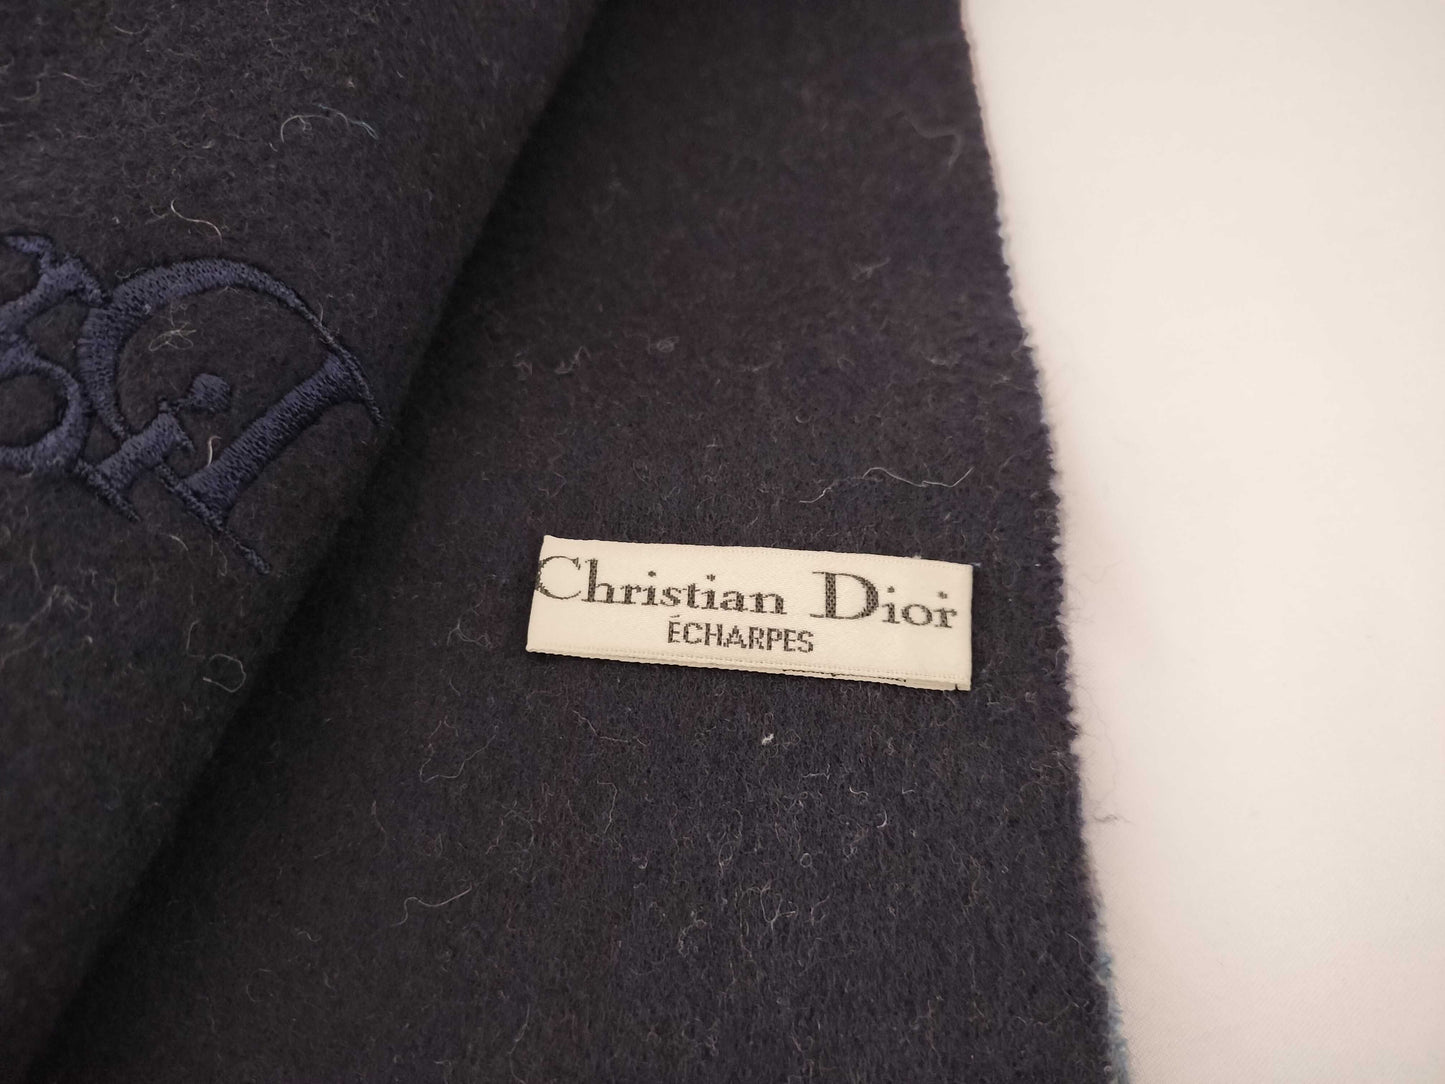 Christian Dior
ÉCHARPES